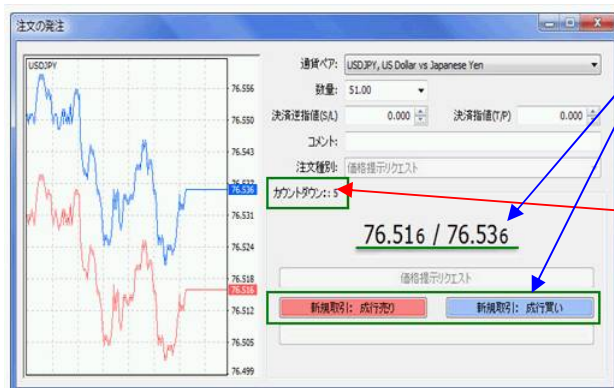 注文の発注
USDJPY
76.556
76.550
76.543
76.536
76.531
76.524
76.518
76.516
76.512
76.505
76.499
通貨ペア: USDJPY, US Dollar vs Japanese Yen
数量: 51.00
決済逆指値(S/L) 0.000 決済指値(T/P) 0.000
コメント:
注文種別: 価格提示リクエスト
カウントダウン:: 5
76.516 / 76.536
価格提示リクエスト
新規取引: 成行売り 新規取引: 成行買い